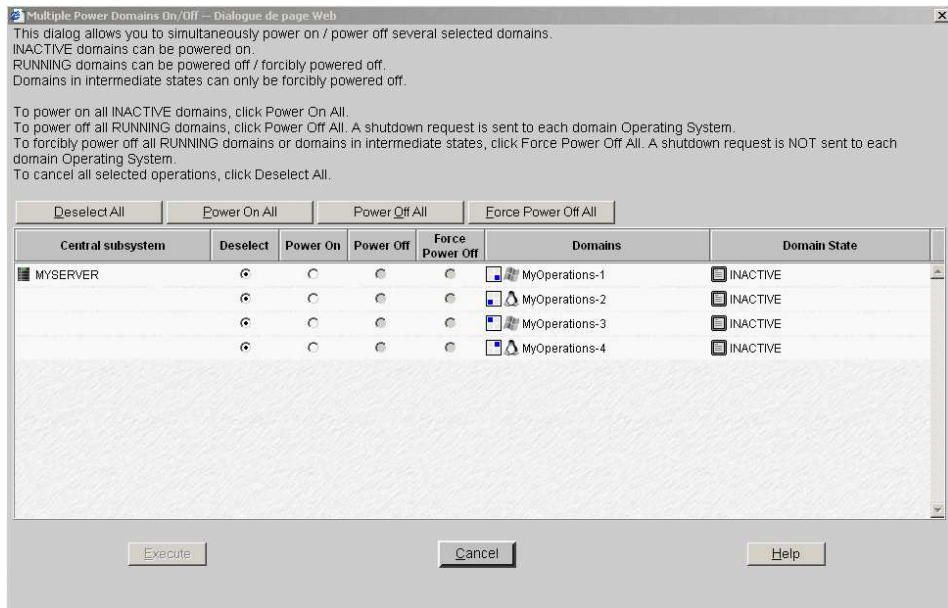 Multiple Power Domains On/Off -- Dialogue de page Web
This dialog allows you to simultaneously power on / power off several selected domains.
INACTIVE domains can be powered on.
RUNNING domains can be powered off / forcibly powered off.
Domains in intermediate states can only be forcibly powered off.
To power on all INACTIVE domains, click Power On All.
To power off all RUNNING domains, click Power Off All. A shutdown request is sent to each domain Operating System.
To forcibly power off all RUNNING domains or domains in intermediate states, click Force Power Off All. A shutdown request is NOT sent to each
domain Operating System.
To cancel all selected operations, click Deselect All.
Deselect All Power On All Power Off All Force Power Off All
Central subsystem Deselect Power On Power Off Force Power Off Domains Domain State
MYSERVER MyOperations-1 INACTIVE
MyOperations-2 INACTIVE
MyOperations-3 INACTIVE
MyOperations-4 INACTIVE
Execute Cancel Help